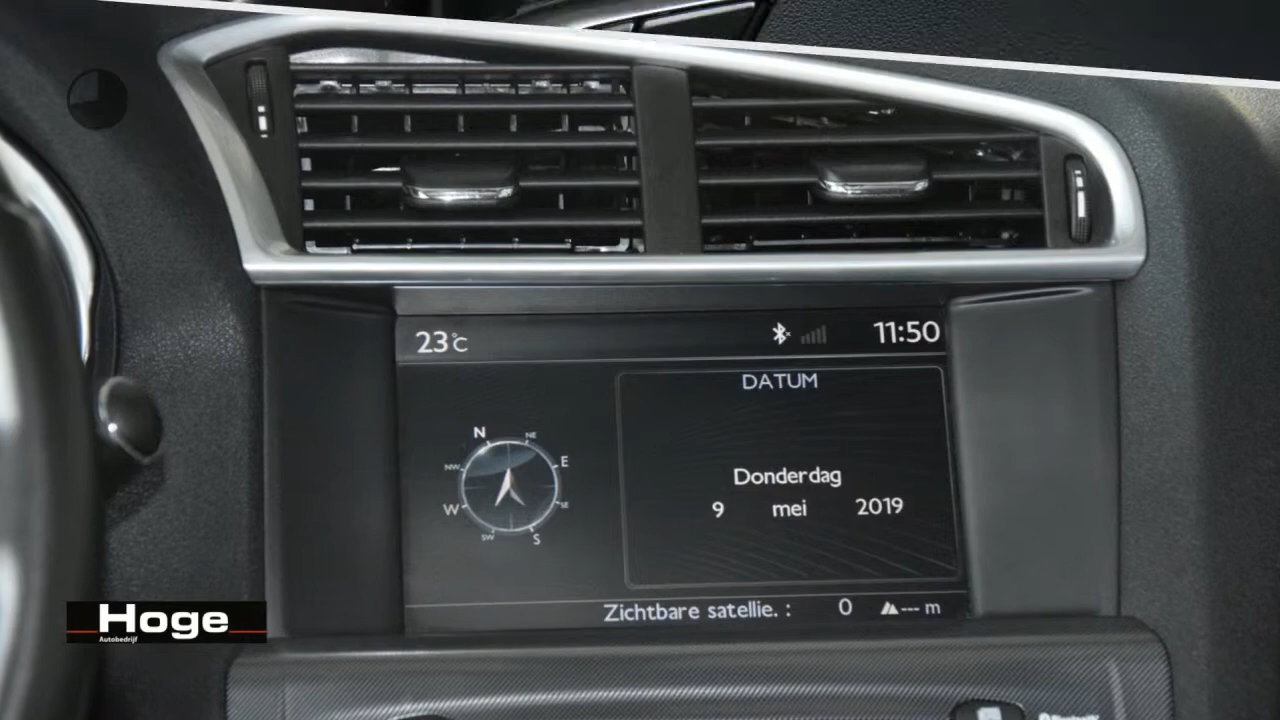 23°C 11:50
DATUM
N NE
NW E
W SE
SW S
Donderdag
9 mei 2019
Zichtbare satellie. : 0 --- m
Hoge
Autobedrijf